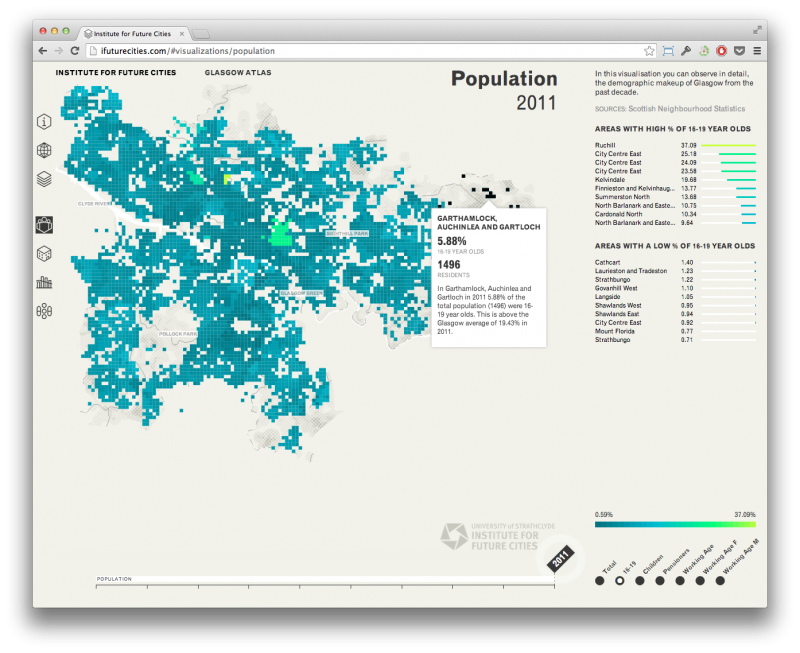 Institute for Future Cities
ifuturecities.com/#visualizations/population
INSTITUTE FOR FUTURE CITIES
GLASGOW ATLAS
Population
2011
CLYDE RIVER
BRIGHT HILL PARK
GLASGOW GREEN
POLLOCK PARK
GARTHAMLOCK,
AUCHINLEA AND GARTLOCH
5.88%
16-19 YEAR OLDS
1496
RESIDENTS
In Garthamlock, Auchinlea and
Gartloch in 2011 5.88% of the
total population (1496) were 16-
19 year olds. This is above the
Glasgow average of 19.43% in
2011.
In this visualisation you can observe in detail,
the demographic makeup of Glasgow from the
past decade.
SOURCES: Scottish Neighbourhood Statistics
AREAS WITH HIGH % OF 16-19 YEAR OLDS
Ruchill 37.09
City Centre East 25.18
City Centre East 24.09
City Centre East 23.58
Kelvindale 19.68
Finnieston and Kelvinhaug... 13.77
Summerston North 13.68
North Barlanark and Easte... 10.75
Cardonald North 10.34
North Barlanark and Easte... 9.64
AREAS WITH A LOW % OF 16-19 YEAR OLDS
Cathcart 1.40
Laurieston and Tradeston 1.23
Strathbungo 1.22
Govanhill West 1.10
Langside 1.05
Shawlands West 0.95
Shawlands East 0.94
City Centre East 0.92
Mount Florida 0.77
Strathbungo 0.71
0.59% 37.09%
Total
16-19
Children
Pensioners
Working Age
Working Age F
Working Age M
UNIVERSITY of STRATHCLYDE
INSTITUTE FOR
FUTURE CITIES
2011
POPULATION